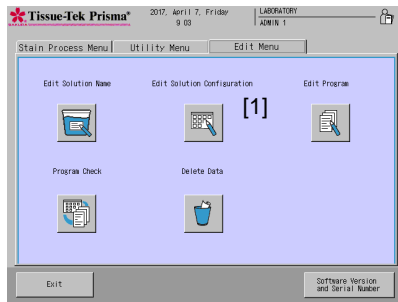 Tissue-Tek Prisma®
SAKURA
2017, April 7, Friday
9 03
LABORATORY
ADMIN 1
Stain Process Menu
Utility Menu
Edit Menu
Edit Solution Name
Edit Solution Configuration
Edit Program
[1]
Program Check
Delete Data
Exit
Software Version
and Serial Number